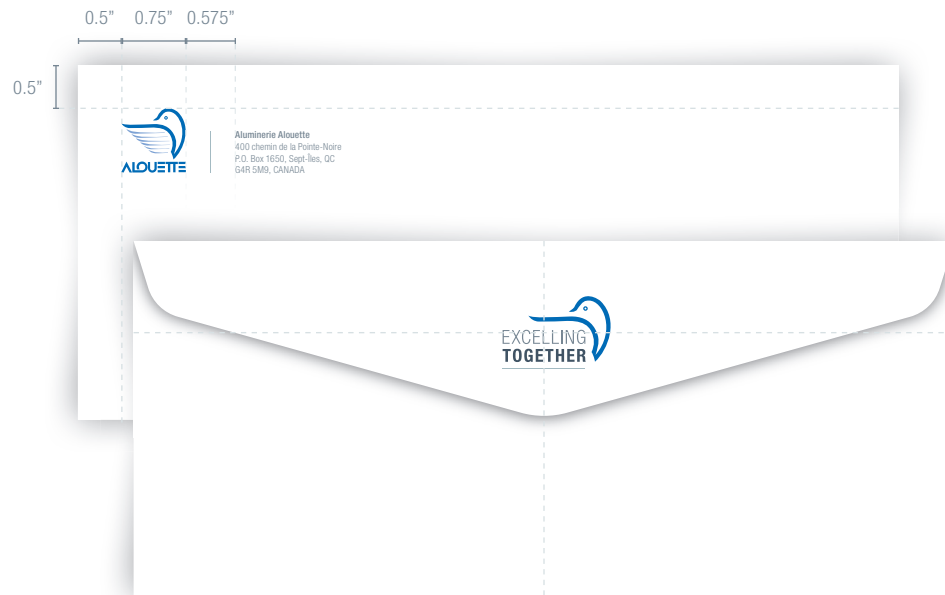 0.5" 0.75" 0.575"
0.5"
ALOUETTE
Aluminerie Alouette
400 chemin de la Pointe-Noire
P.O. Box 1650, Sept-Îles, QC
G4R 5M9, CANADA
EXCELLING
TOGETHER